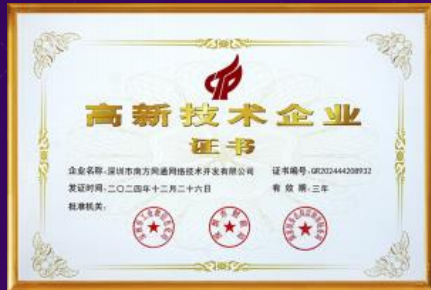 高新技术企业
证书
企业名称：深圳市南方网通网络技术开发有限公司 证书编号：GR202444208932
发证时间：二〇二四年十二月二十六日 有 效 期：三年
批准机关：